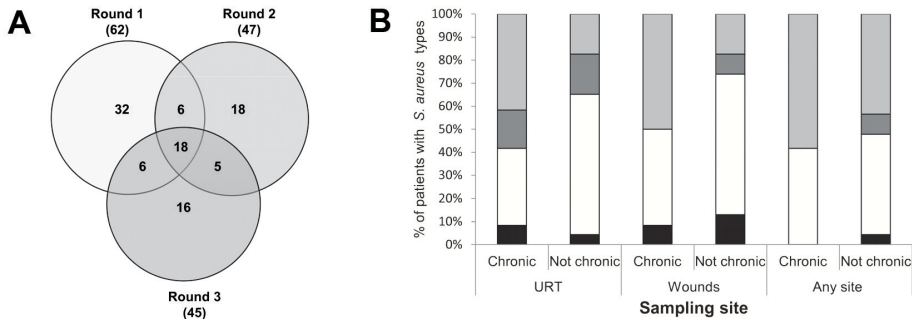 A
Round 1
(62)
Round 2
(47)
32
6
18
18
6
5
16
Round 3
(45)
B
% of patients with S. aureus types
100%
90%
80%
70%
60%
50%
40%
30%
20%
10%
0%
Chronic Not chronic Chronic Not chronic Chronic Not chronic
URT Wounds Any site
Sampling site